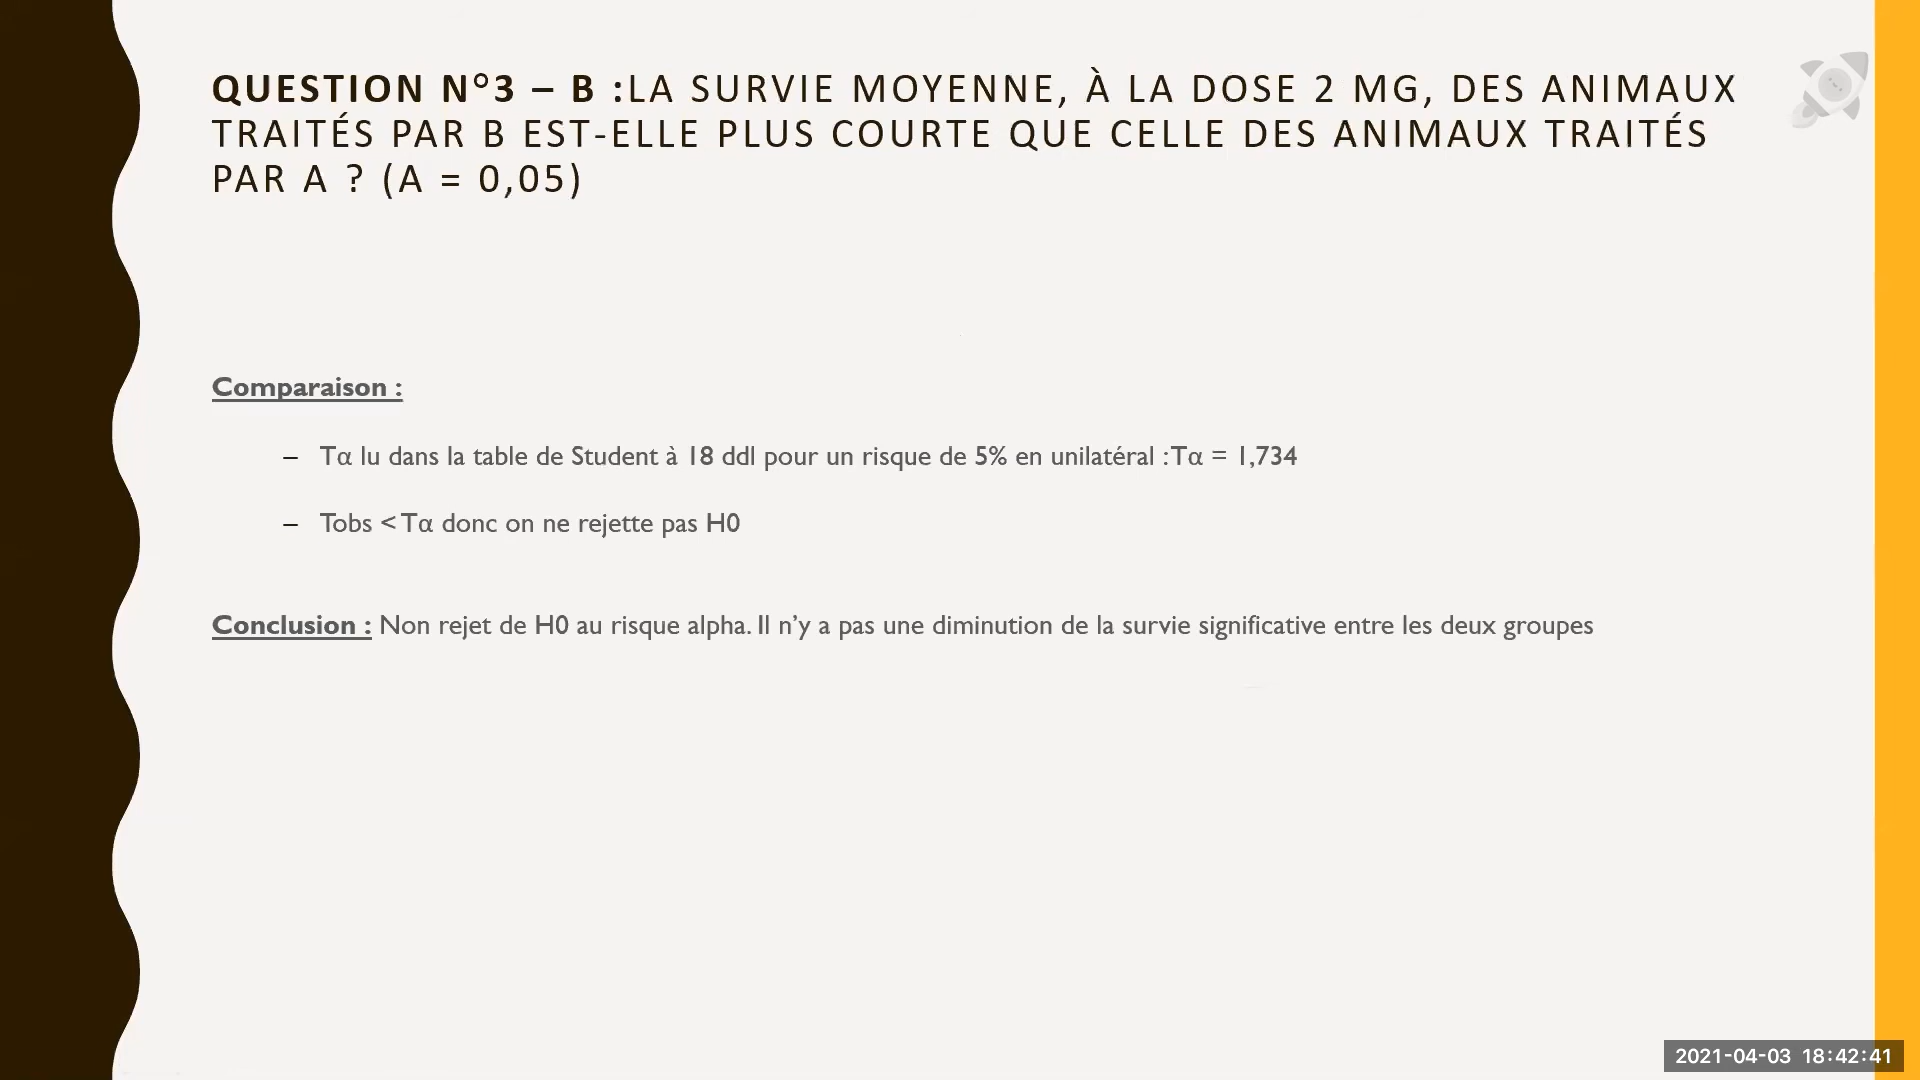 QUESTION N°3 – B :LA SURVIE MOYENNE, À LA DOSE 2 MG, DES ANIMAUX
TRAITÉS PAR B EST-ELLE PLUS COURTE QUE CELLE DES ANIMAUX TRAITÉS
PAR A ? (Α = 0,05)
Comparaison :
– Tα lu dans la table de Student à 18 ddl pour un risque de 5% en unilatéral : Tα = 1,734
– Tobs < Tα donc on ne rejette pas H0
Conclusion : Non rejet de H0 au risque alpha. Il n’y a pas une diminution de la survie significative entre les deux groupes
2021-04-03 18:42:41